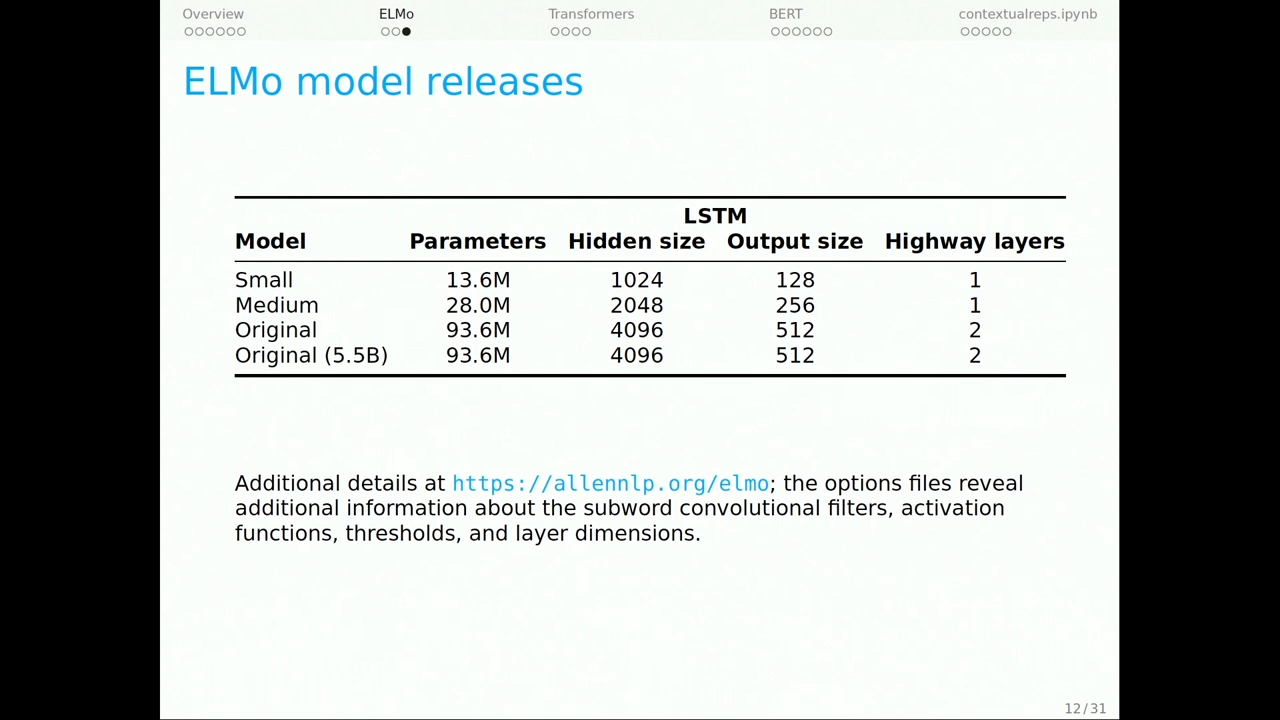 Overview ELMo Transformers BERT contextualreps.ipynb
ELMo model releases
LSTM
Model Parameters Hidden size Output size Highway layers
Small 13.6M 1024 128 1
Medium 28.0M 2048 256 1
Original 93.6M 4096 512 2
Original (5.5B) 93.6M 4096 512 2
Additional details at https://allennlp.org/elmo; the options files reveal
additional information about the subword convolutional filters, activation
functions, thresholds, and layer dimensions.
12/31